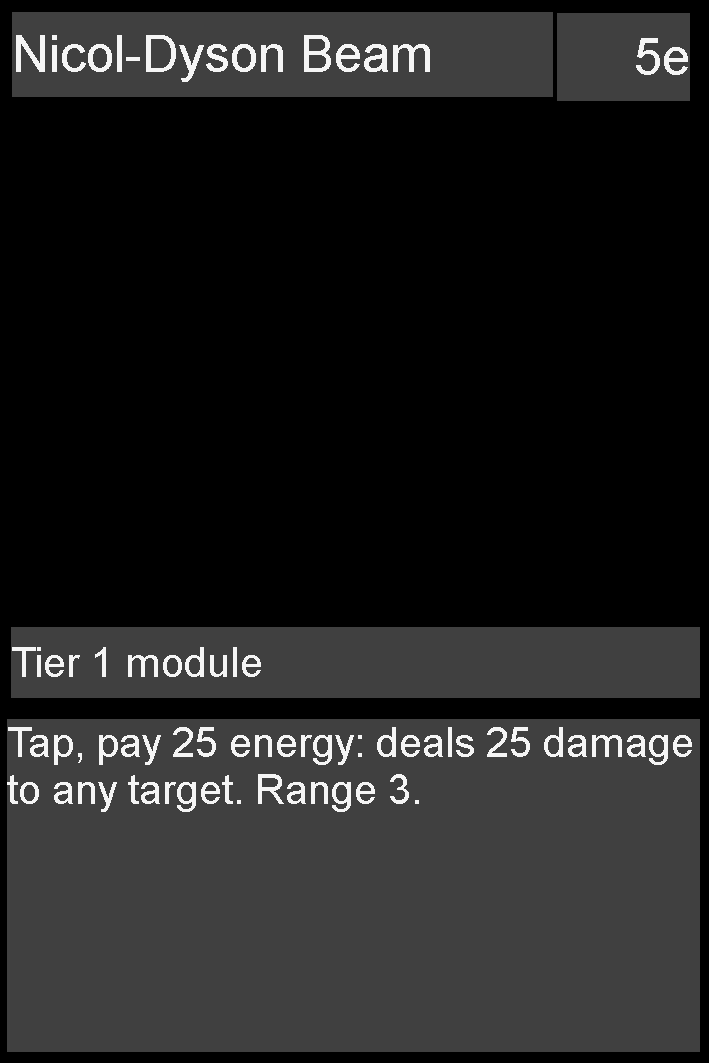 Nicol-Dyson Beam
5e
Tier 1 module
Tap, pay 25 energy: deals 25 damage
to any target. Range 3.